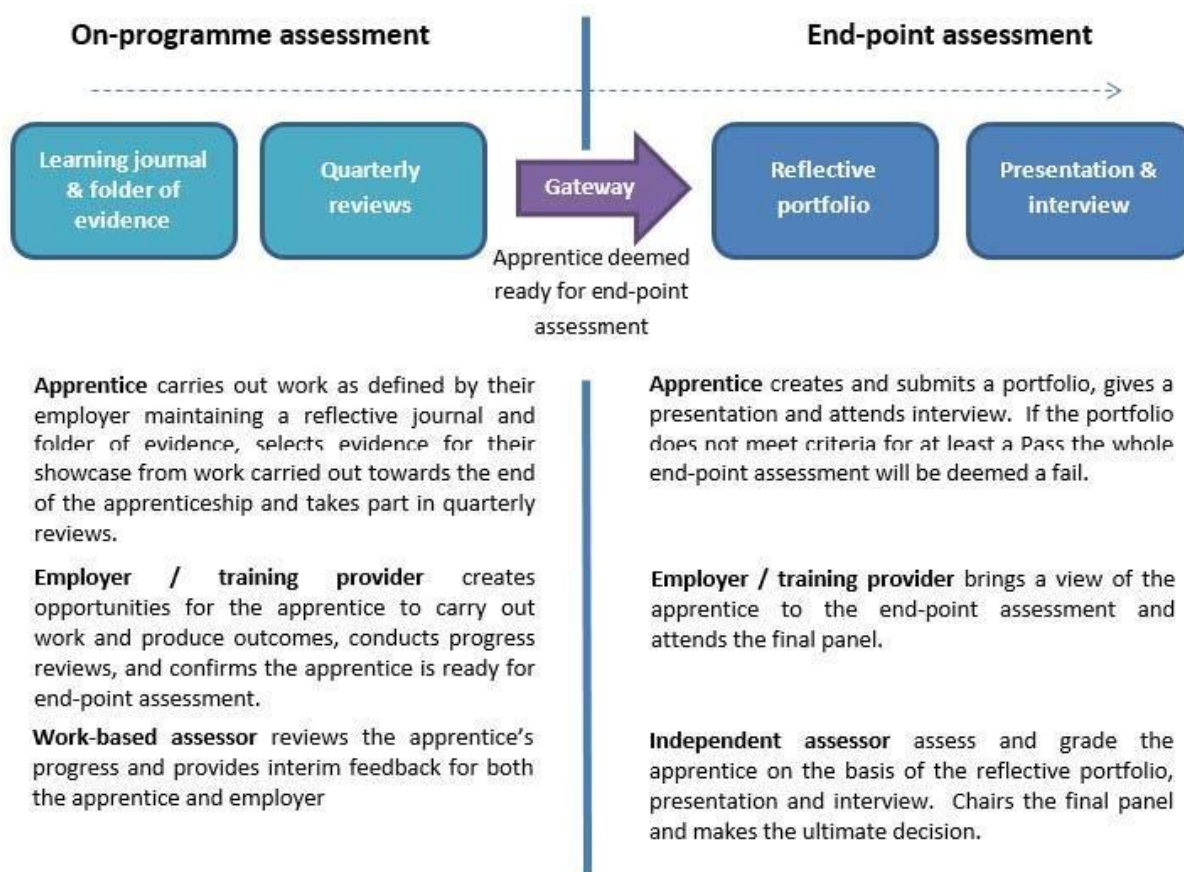 On-programme assessment
End-point assessment
Learning journal
& folder of
evidence
Quarterly
reviews
Gateway
Reflective
portfolio
Presentation &
interview
Apprentice deemed
ready for end-point
assessment
Apprentice carries out work as defined by their
employer maintaining a reflective journal and
folder of evidence, selects evidence for their
showcase from work carried out towards the end
of the apprenticeship and takes part in quarterly
reviews.
Employer / training provider creates
opportunities for the apprentice to carry out
work and produce outcomes, conducts progress
reviews, and confirms the apprentice is ready for
end-point assessment.
Work-based assessor reviews the apprentice’s
progress and provides interim feedback for both
the apprentice and employer
Apprentice creates and submits a portfolio, gives a
presentation and attends interview. If the portfolio
does not meet criteria for at least a Pass the whole
end-point assessment will be deemed a fail.
Employer / training provider brings a view of the
apprentice to the end-point assessment and
attends the final panel.
Independent assessor assess and grade the
apprentice on the basis of the reflective portfolio,
presentation and interview. Chairs the final panel
and makes the ultimate decision.